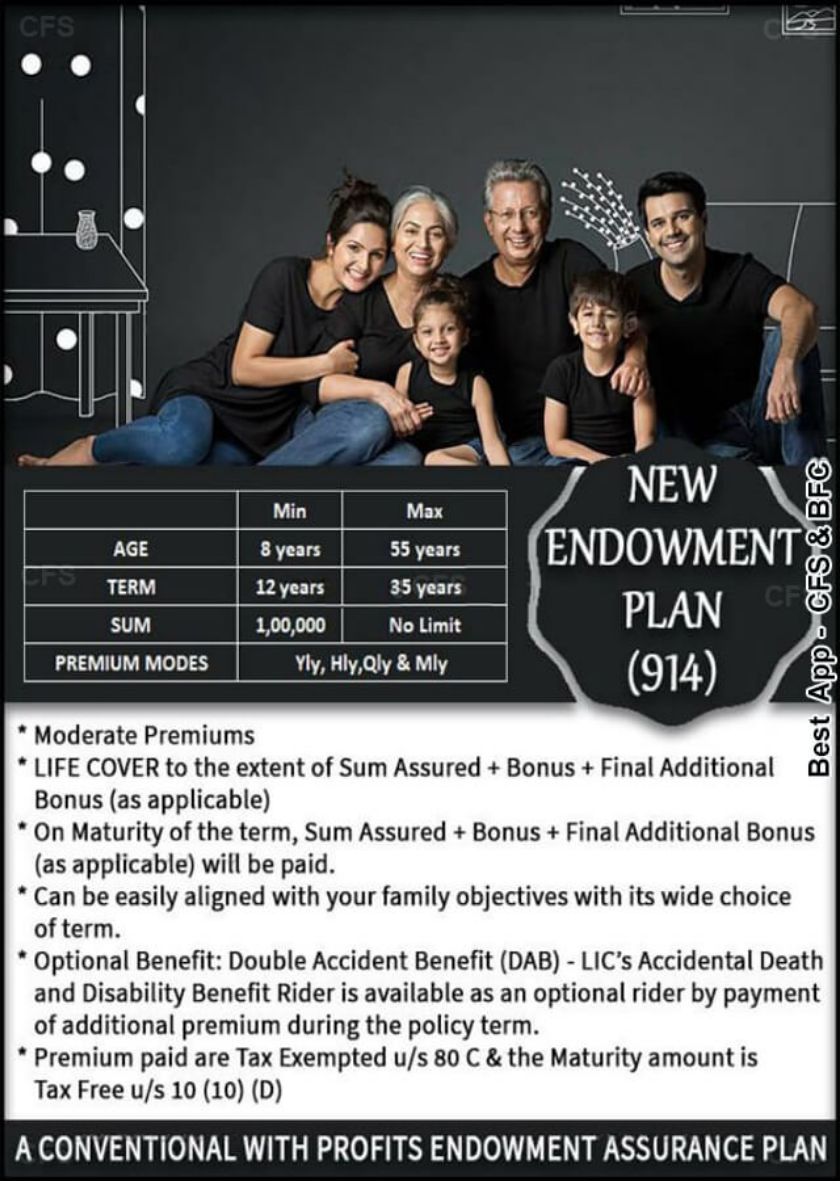 CFS
Min Max
AGE 8 years 55 years
TERM 12 years 35 years
SUM 1,00,000 No Limit
PREMIUM MODES Yly, Hly,Qly & Mly
NEW
ENDOWMENT
PLAN
(914)
Best App - CFS & BFC
* Moderate Premiums
* LIFE COVER to the extent of Sum Assured + Bonus + Final Additional
Bonus (as applicable)
* On Maturity of the term, Sum Assured + Bonus + Final Additional Bonus
(as applicable) will be paid.
* Can be easily aligned with your family objectives with its wide choice
of term.
* Optional Benefit: Double Accident Benefit (DAB) - LIC's Accidental Death
and Disability Benefit Rider is available as an optional rider by payment
of additional premium during the policy term.
* Premium paid are Tax Exempted u/s 80 C & the Maturity amount is
Tax Free u/s 10 (10) (D)
A CONVENTIONAL WITH PROFITS ENDOWMENT ASSURANCE PLAN